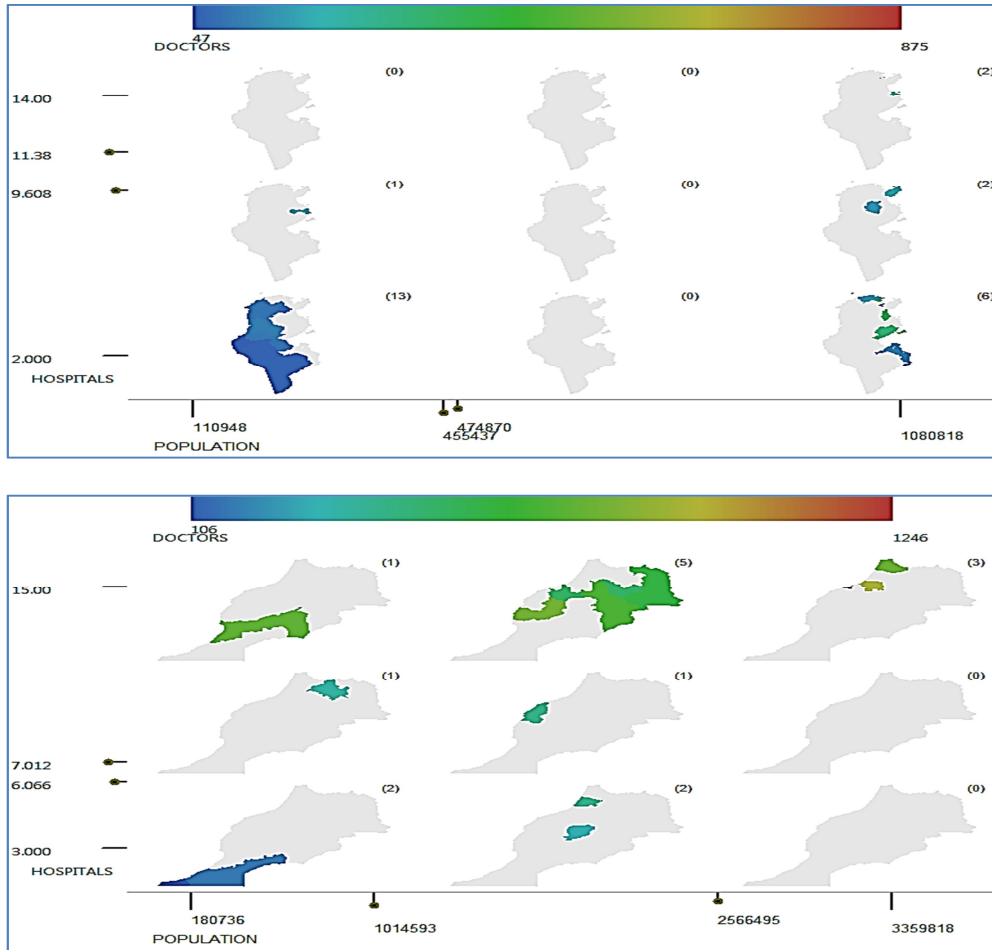 47
875
DOCTORS
(0) (0) (2)
14.00
11.38
9.608
(1) (0) (2)
(13) (0) (6)
2.000
HOSPITALS
110948 474870
455437 1080818
POPULATION
106
1246
DOCTORS
(1) (5) (3)
15.00
(1) (1) (0)
7.012
6.066
(2) (2) (0)
3.000
HOSPITALS
180736 1014593 2566495 3359818
POPULATION